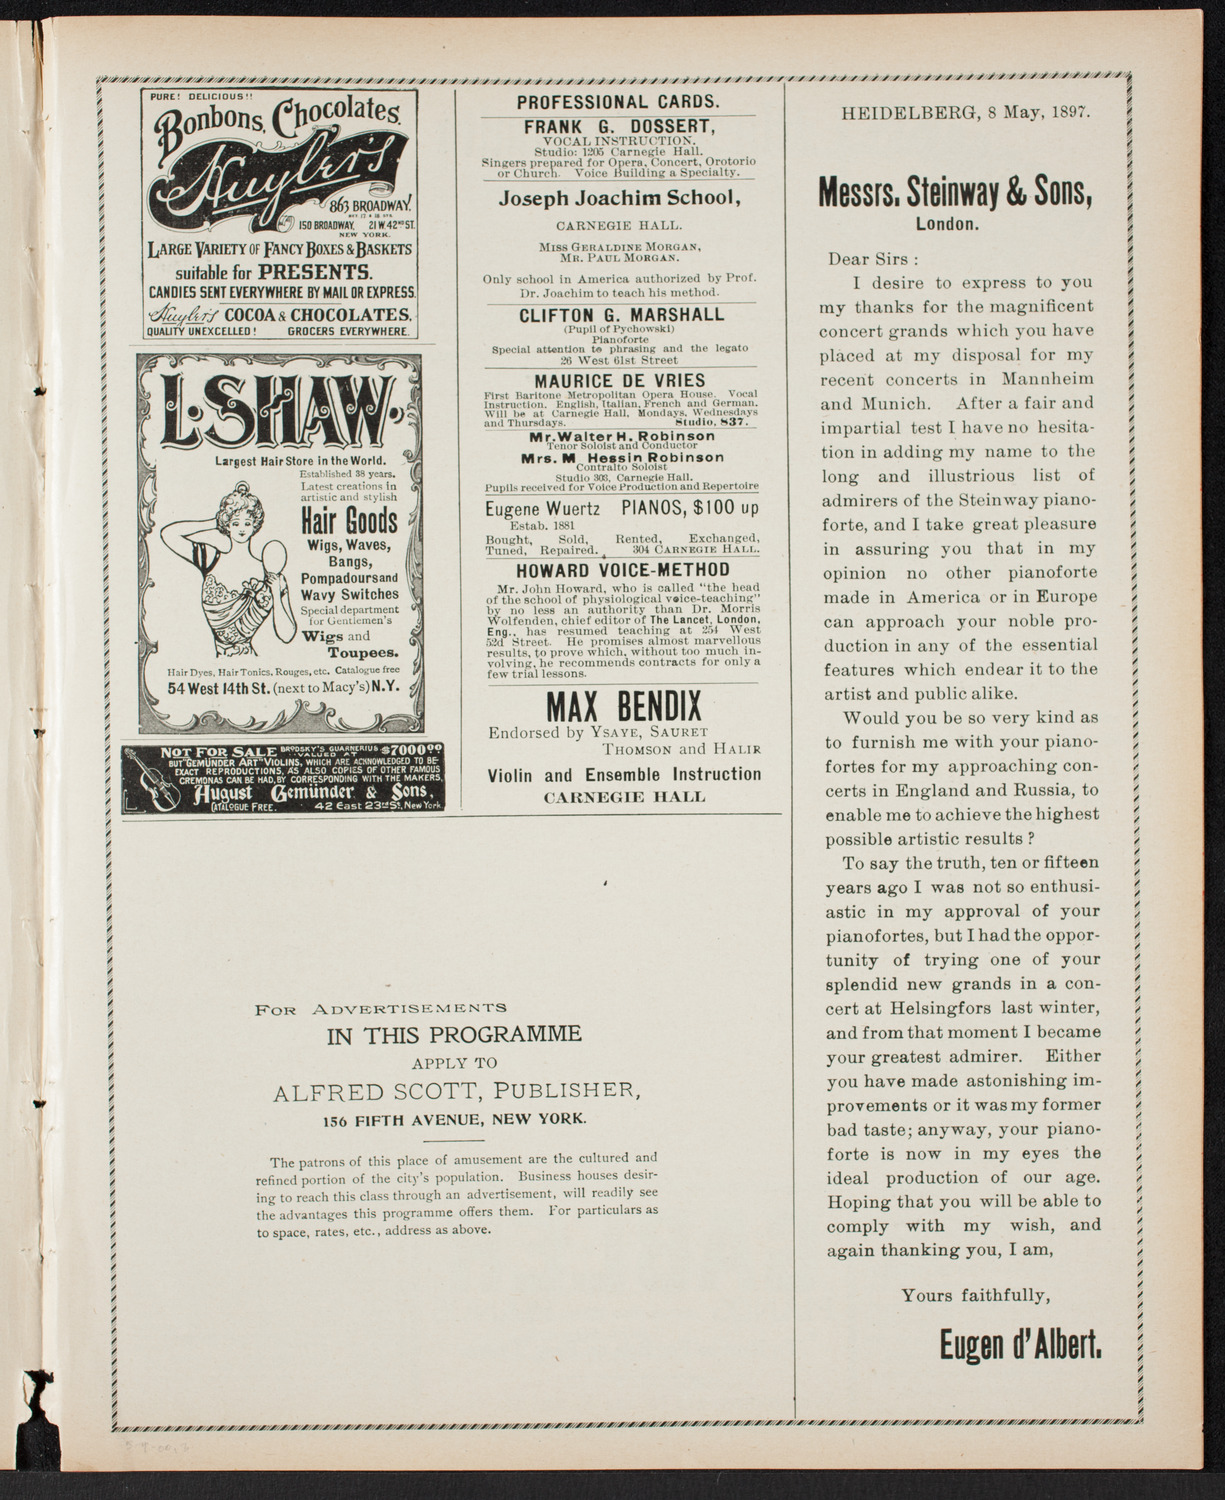 PURE! DELICIOUS!!
Bonbons, Chocolates.
Huyler's
863 BROADWAY.
150 BROADWAY, 21 W. 42ND ST.
NEW YORK.
LARGE VARIETY OF FANCY BOXES & BASKETS
suitable for PRESENTS.
CANDIES SENT EVERYWHERE BY MAIL OR EXPRESS.
Huyler's COCOA & CHOCOLATES.
QUALITY UNEXCELLED! GROCERS EVERYWHERE.
L. SHAW.
Largest Hair Store in the World.
Established 38 years.
Latest creations in
artistic and stylish
Hair Goods
Wigs, Waves,
Bangs,
Pompadours and
Wavy Switches
Special department
for Gentlemen's
Wigs and
Toupees.
Hair Dyes, Hair Tonics, Rouges, etc. Catalogue free
54 West 14th St. (next to Macy's) N.Y.
NOT FOR SALE BRODSKY'S GUARNERIUS VALUED AT $7000.00
BUT "GEMÜNDER ART" VIOLINS, WHICH ARE ACKNOWLEDGED TO BE
EXACT REPRODUCTIONS, AS ALSO COPIES OF OTHER FAMOUS
CREMONAS CAN BE HAD, BY CORRESPONDING WITH THE MAKERS,
August Gemünder & Sons,
CATALOGUE FREE. 42 East 23rd St, New York.
PROFESSIONAL CARDS.
FRANK G. DOSSERT,
VOCAL INSTRUCTION.
Studio: 1205 Carnegie Hall.
Singers prepared for Opera, Concert, Orotorio
or Church. Voice Building a Specialty.
Joseph Joachim School,
CARNEGIE HALL.
MISS GERALDINE MORGAN,
MR. PAUL MORGAN.
Only school in America authorized by Prof.
Dr. Joachim to teach his method.
CLIFTON G. MARSHALL
(Pupil of Pychowski)
Pianoforte
Special attention to phrasing and the legato
26 West 61st Street
MAURICE DE VRIES
First Baritone Metropolitan Opera House. Vocal
Instruction. English, Italian, French and German.
Will be at Carnegie Hall, Mondays, Wednesdays
and Thursdays. Studio, 837.
Mr. Walter H. Robinson
Tenor Soloist and Conductor
Mrs. M Hessin Robinson
Contralto Soloist
Studio 303, Carnegie Hall.
Pupils received for Voice Production and Repertoire
Eugene Wuertz PIANOS, $100 up
Estab. 1881
Bought, Sold, Rented, Exchanged,
Tuned, Repaired. 304 CARNEGIE HALL.
HOWARD VOICE-METHOD
Mr. John Howard, who is called "the head
of the school of physiological voice-teaching"
by no less an authority than Dr. Morris
Wolfenden, chief editor of The Lancet, London,
Eng., has resumed teaching at 254 West
52d Street. He promises almost marvellous
results, to prove which, without too much in-
volving, he recommends contracts for only a
few trial lessons.
MAX BENDIX
Endorsed by YSAYE, SAURET
THOMSON and HALIR
Violin and Ensemble Instruction
CARNEGIE HALL
FOR ADVERTISEMENTS
IN THIS PROGRAMME
APPLY TO
ALFRED SCOTT, PUBLISHER,
156 FIFTH AVENUE, NEW YORK.
The patrons of this place of amusement are the cultured and
refined portion of the city's population. Business houses desir-
ing to reach this class through an advertisement, will readily see
the advantages this programme offers them. For particulars as
to space, rates, etc., address as above.
HEIDELBERG, 8 May, 1897.
Messrs. Steinway & Sons,
London.
Dear Sirs:
I desire to express to you
my thanks for the magnificent
concert grands which you have
placed at my disposal for my
recent concerts in Mannheim
and Munich. After a fair and
impartial test I have no hesita-
tion in adding my name to the
long and illustrious list of
admirers of the Steinway piano-
forte, and I take great pleasure
in assuring you that in my
opinion no other pianoforte
made in America or in Europe
can approach your noble pro-
duction in any of the essential
features which endear it to the
artist and public alike.
Would you be so very kind as
to furnish me with your piano-
fortes for my approaching con-
certs in England and Russia, to
enable me to achieve the highest
possible artistic results?
To say the truth, ten or fifteen
years ago I was not so enthusi-
astic in my approval of your
pianofortes, but I had the oppor-
tunity of trying one of your
splendid new grands in a con-
cert at Helsingfors last winter,
and from that moment I became
your greatest admirer. Either
you have made astonishing im-
provements or it was my former
bad taste; anyway, your piano-
forte is now in my eyes the
ideal production of our age.
Hoping that you will be able to
comply with my wish, and
again thanking you, I am,
Yours faithfully,
Eugen d'Albert.